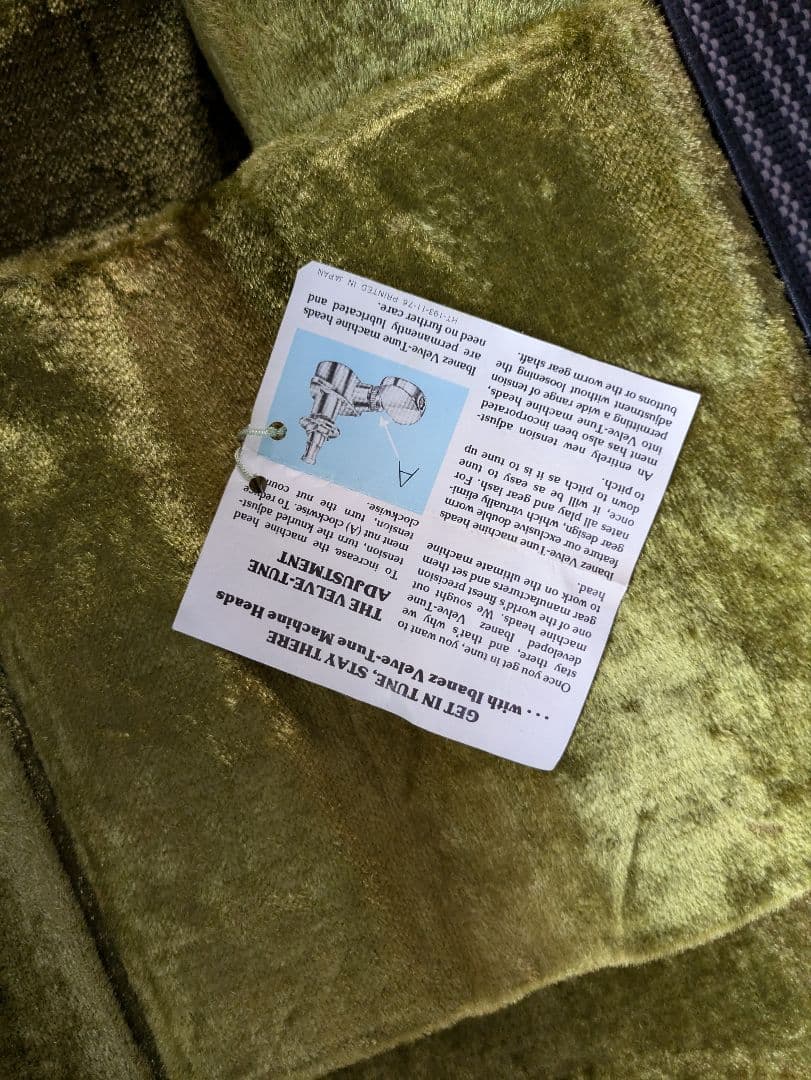 GET IN TUNE, STAY THERE
. . . with Ibanez Velve-Tune Machine Heads
Once you get in tune, you want to
stay there, and that's why we
developed Ibanez Velve-Tune
machine heads. We sought out
one of the world's finest precision
gear manufacturers and set them
to work on the ultimate machine
head.
Ibanez Velve-Tune machine heads
feature our exclusive double worm
gear design, which virtually elimi-
nates all play and gear lash. For
once, it will be as easy to tune
down to pitch as it is to tune up
to pitch.
An entirely new tension adjust-
ment has also been incorporated
into Velve-Tune machine heads,
permitting a wide range of tension,
adjustment without loosening the
buttons or the worm gear shaft.
THE VELVE-TUNE
ADJUSTMENT
To increase the machine head
tension, turn the knurled adjust-
ment nut (A) clockwise. To reduce
tension, turn the nut
clockwise.
A
Ibanez Velve-Tune machine heads
are permanently lubricated and
need no further care.
HT-193-11-76 PRINTED IN JAPAN